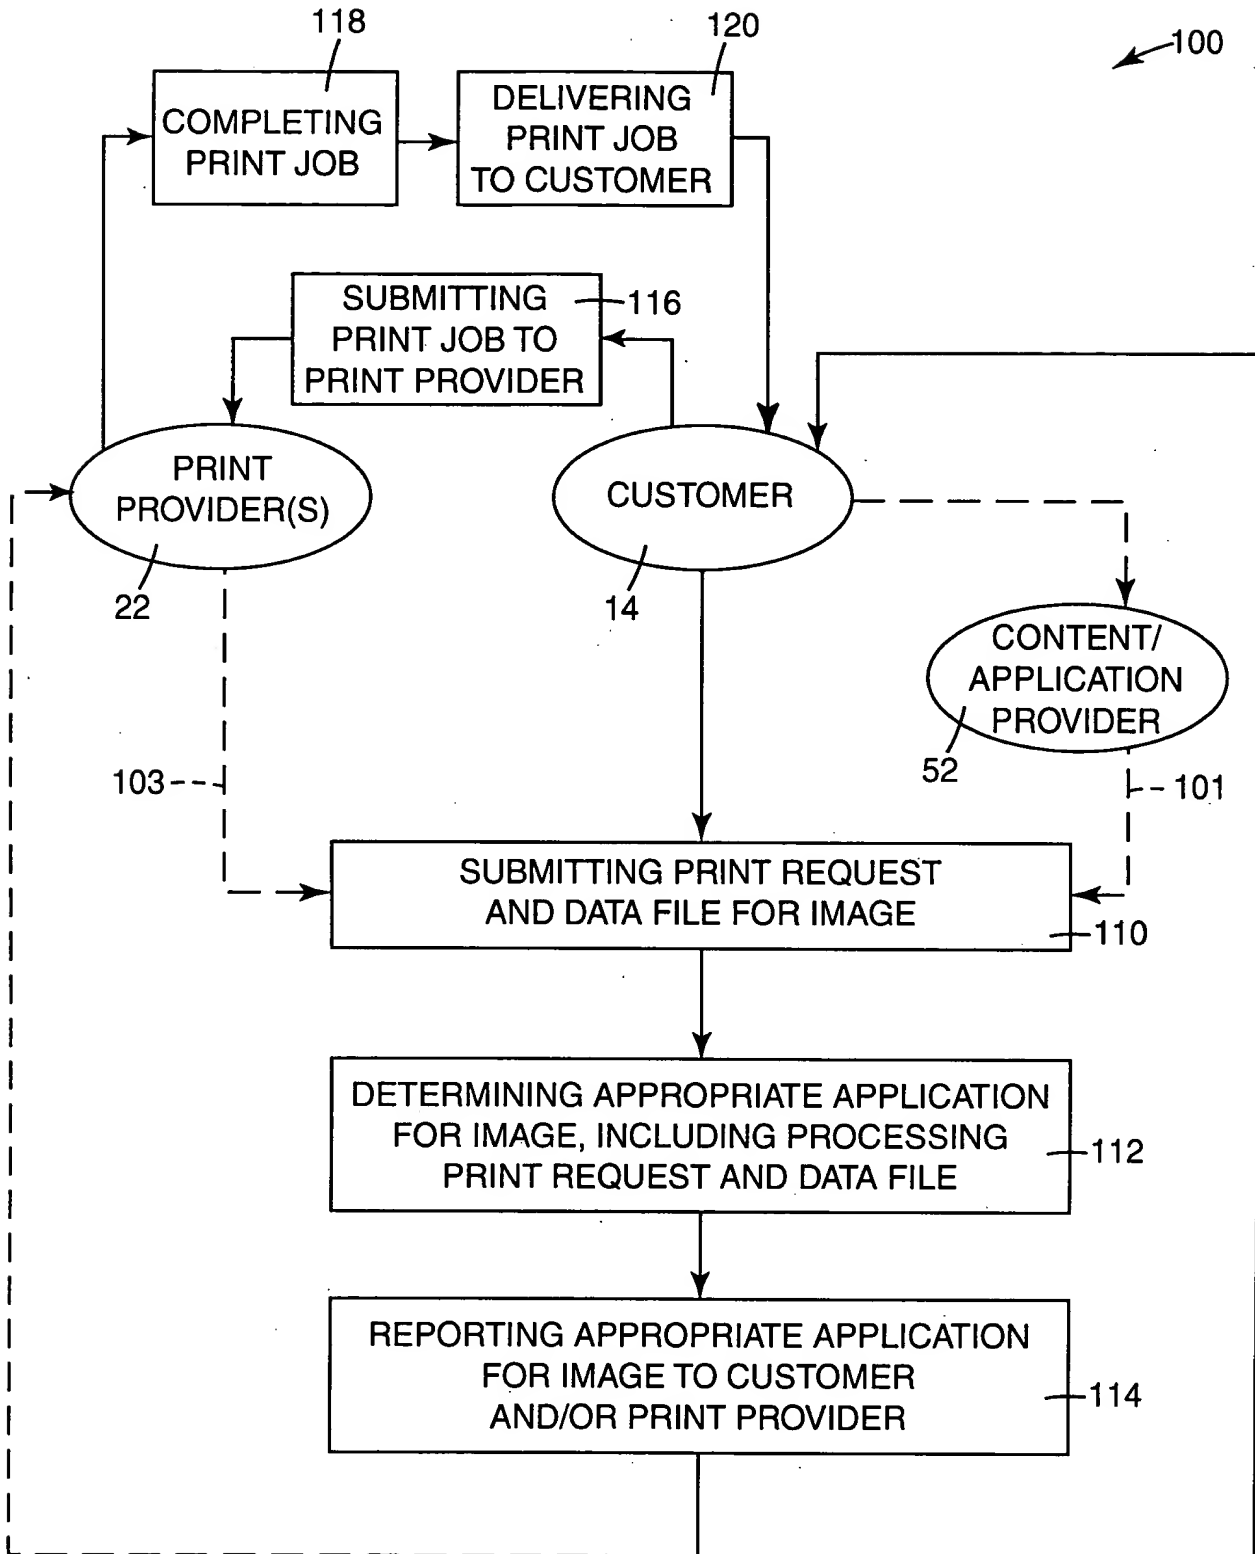 118
120
100
COMPLETING
PRINT JOB
DELIVERING
PRINT JOB
TO CUSTOMER
SUBMITTING
PRINT JOB TO
PRINT PROVIDER
116
PRINT
PROVIDER(S)
22
CUSTOMER
14
CONTENT/
APPLICATION
PROVIDER
52
103
101
SUBMITTING PRINT REQUEST
AND DATA FILE FOR IMAGE
110
DETERMINING APPROPRIATE APPLICATION
FOR IMAGE, INCLUDING PROCESSING
PRINT REQUEST AND DATA FILE
112
REPORTING APPROPRIATE APPLICATION
FOR IMAGE TO CUSTOMER
AND/OR PRINT PROVIDER
114